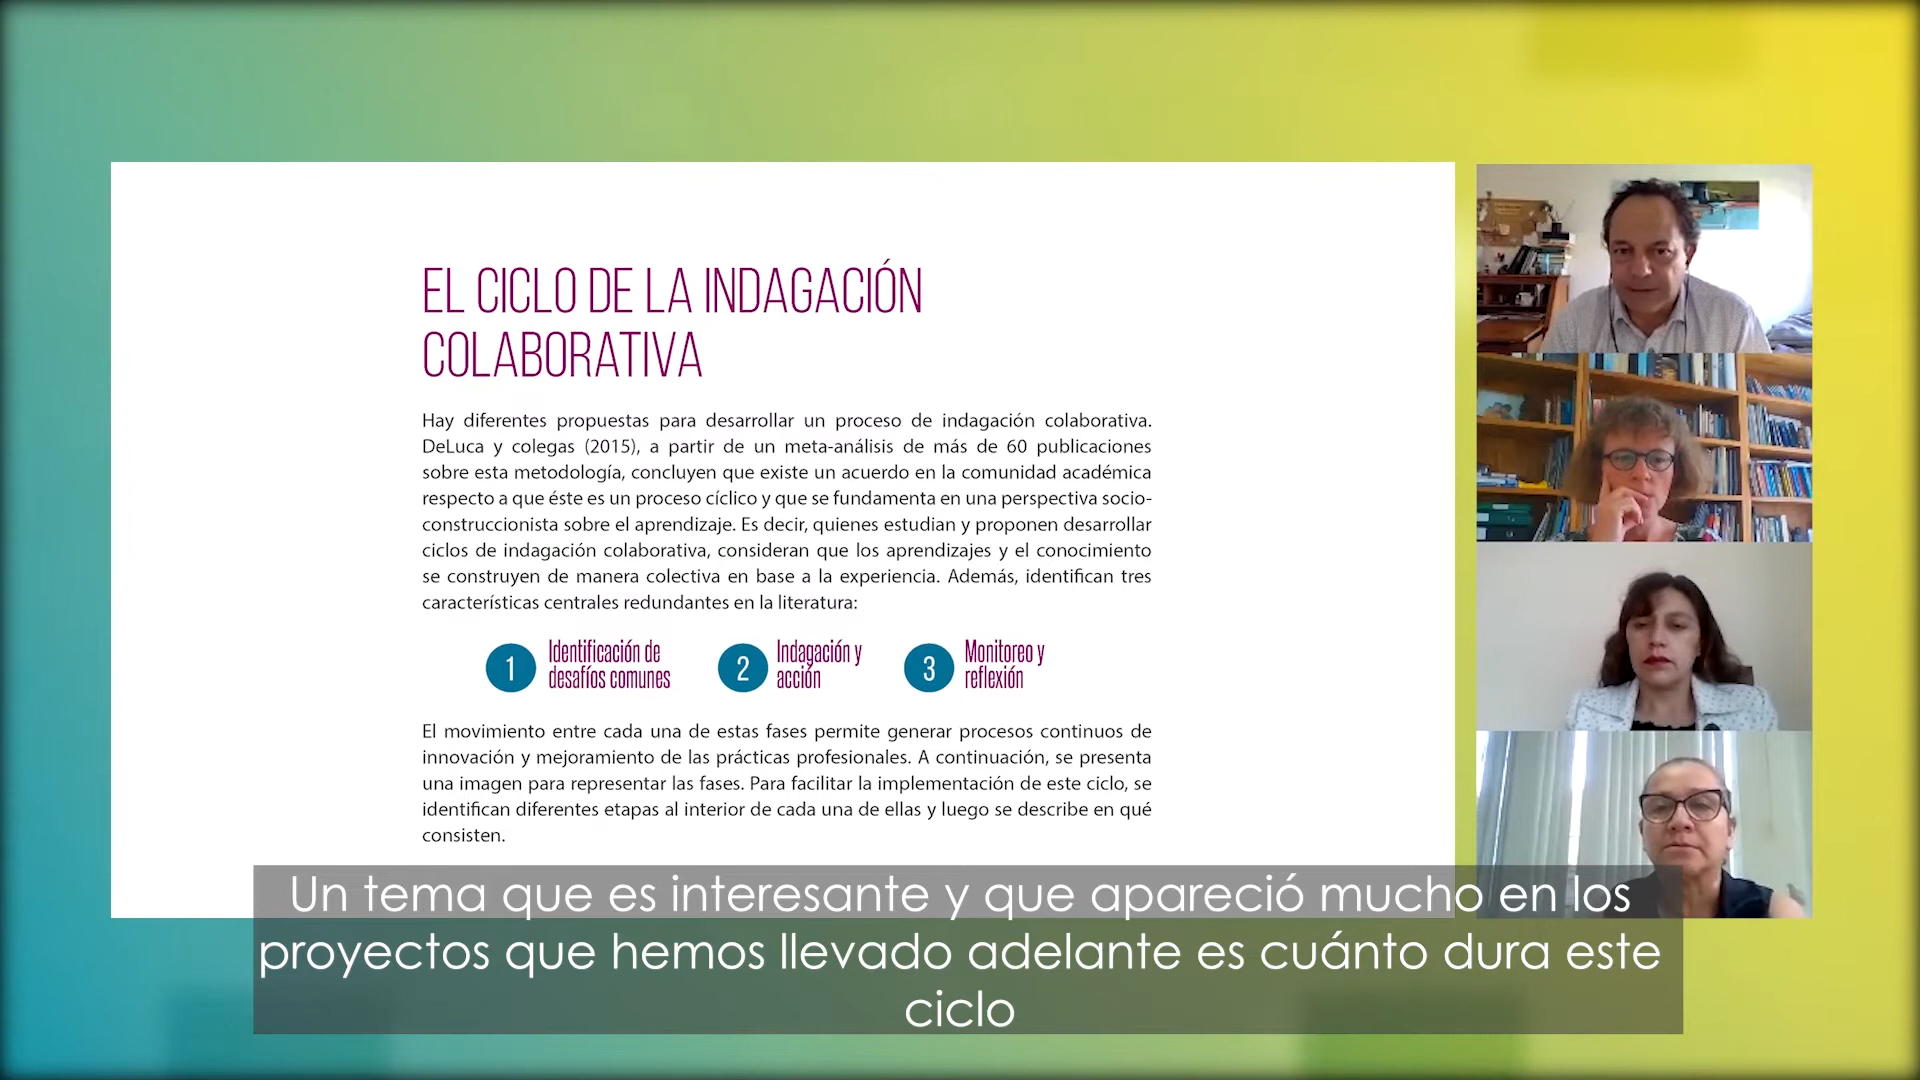 EL CICLO DE LA INDAGACIÓN
COLABORATIVA
Hay diferentes propuestas para desarrollar un proceso de indagación colaborativa.
DeLuca y colegas (2015), a partir de un meta-análisis de más de 60 publicaciones
sobre esta metodología, concluyen que existe un acuerdo en la comunidad académica
respecto a que éste es un proceso cíclico y que se fundamenta en una perspectiva socio-
construccionista sobre el aprendizaje. Es decir, quienes estudian y proponen desarrollar
ciclos de indagación colaborativa, consideran que los aprendizajes y el conocimiento
se construyen de manera colectiva en base a la experiencia. Además, identifican tres
características centrales redundantes en la literatura:
1 Identificación de
desafíos comunes
2 Indagación y
acción
3 Monitoreo y
reflexión
El movimiento entre cada una de estas fases permite generar procesos continuos de
innovación y mejoramiento de las prácticas profesionales. A continuación, se presenta
una imagen para representar las fases. Para facilitar la implementación de este ciclo, se
identifican diferentes etapas al interior de cada una de ellas y luego se describe en qué
consisten.
Un tema que es interesante y que apareció mucho en los
proyectos que hemos llevado adelante es cuánto dura este
ciclo